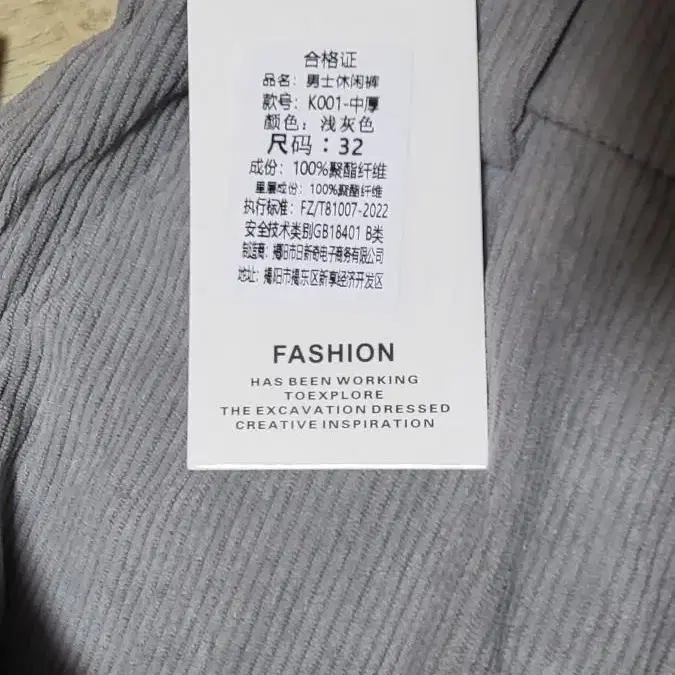 合格证
品名：男士休闲裤
款号：K001-中厚
颜色：浅灰色
尺码：32
成份：100%聚酯纤维
里层成份：100%聚酯纤维
执行标准：FZ/T81007-2022
安全技术类别GB18401 B类
制造商：揭阳市日新奇电子商务有限公司
地址：揭阳市揭东区新亨经济开发区
FASHION
HAS BEEN WORKING
TOEXPLORE
THE EXCAVATION DRESSED
CREATIVE INSPIRATION